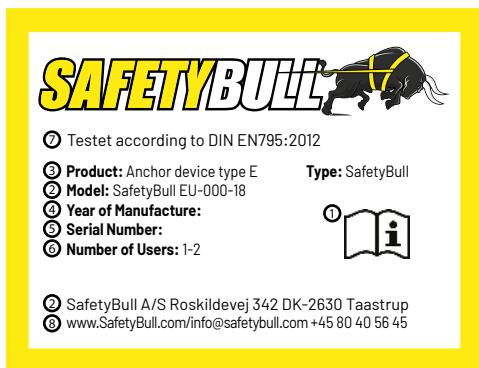 SAFETYBULL
7 Testet according to DIN EN795:2012
3 Product: Anchor device type E Type: SafetyBull
2 Model: SafetyBull EU-000-18
4 Year of Manufacture:
1
5 Serial Number:
6 Number of Users: 1-2
i
2 SafetyBull A/S Roskildevej 342 DK-2630 Taastrup
8 www.SafetyBull.com/info@safetybull.com +45 80 40 56 45